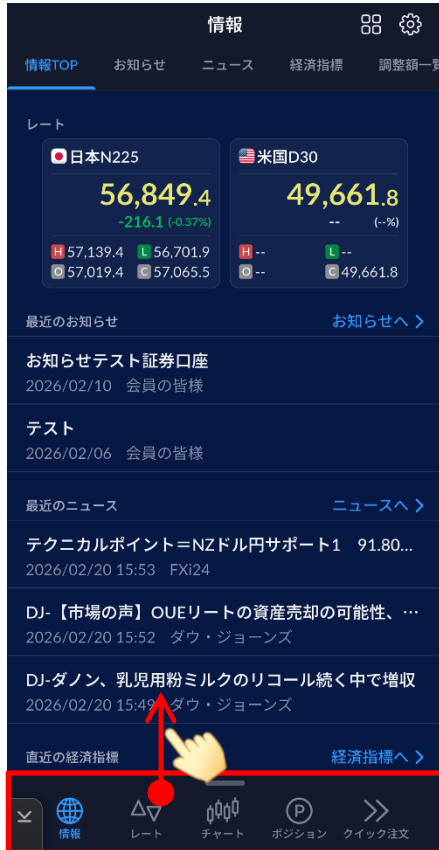 情報
情報TOP お知らせ ニュース 経済指標 調整額一覧
レート
日本N225 米国D30
56,849.4 49,661.8
-216.1 (-0.37%) -- (--%)
H 57,139.4 L 56,701.9 H -- L --
O 57,019.4 C 57,065.5 O -- C 49,661.8
最近のお知らせ お知らせへ
お知らせテスト証券口座
2026/02/10 会員の皆様
テスト
2026/02/06 会員の皆様
最近のニュース ニュースへ
テクニカルポイント＝NZドル円サポート1 91.80...
2026/02/20 15:53 FXi24
DJ-【市場の声】OUEリートの資産売却の可能性、…
2026/02/20 15:52 ダウ・ジョーンズ
DJ-ダノン、乳児用粉ミルクのリコール続く中で増収
2026/02/20 15:49 ダウ・ジョーンズ
直近の経済指標 経済指標へ
P
情報 レート チャート ポジション クイック注文